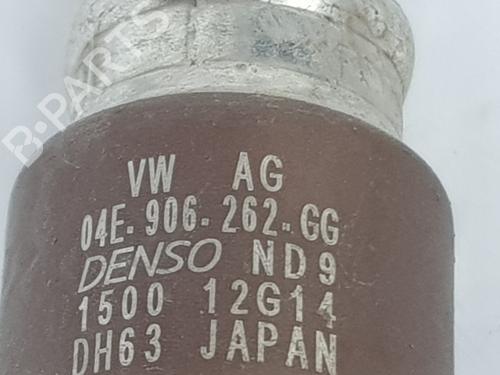 B-PARTS
VW AG
04E-906-262-GG
DENSO ND9
1500 12G14
DH63 JAPAN